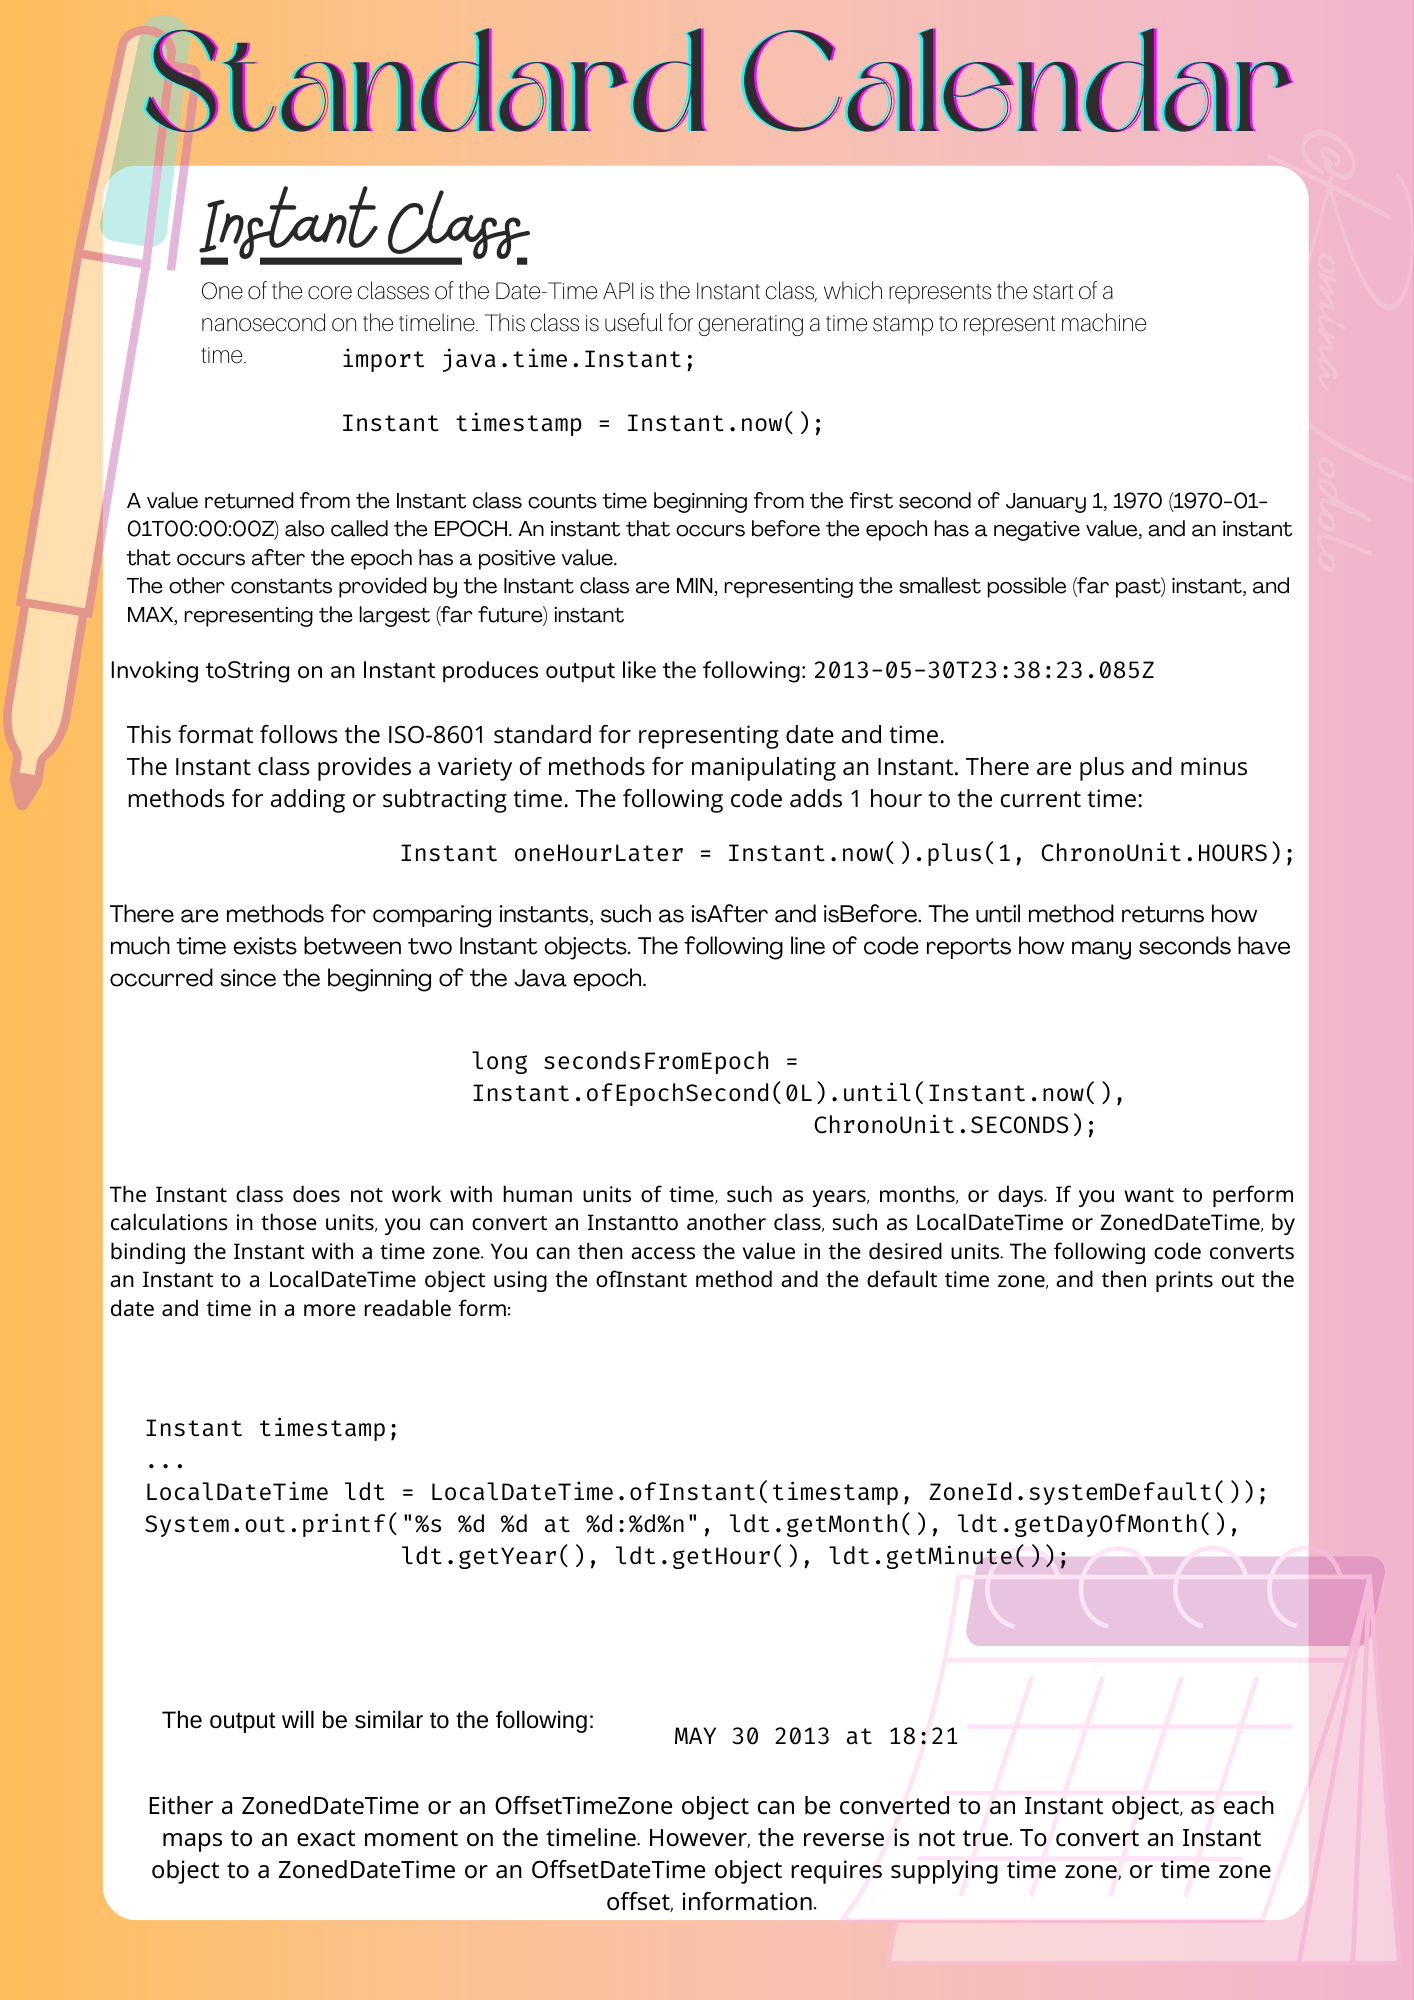 Standard Calendar
Instant Class
One of the core classes of the Date-Time API is the Instant class, which represents the start of a
nanosecond on the timeline. This class is useful for generating a time stamp to represent machine
time.
import java.time.Instant;
Instant timestamp = Instant.now();
A value returned from the Instant class counts time beginning from the first second of January 1, 1970 (1970-01-
01T00:00:00Z) also called the EPOCH. An instant that occurs before the epoch has a negative value, and an instant
that occurs after the epoch has a positive value.
The other constants provided by the Instant class are MIN, representing the smallest possible (far past) instant, and
MAX, representing the largest (far future) instant
Invoking toString on an Instant produces output like the following: 2013-05-30T23:38:23.085Z
This format follows the ISO-8601 standard for representing date and time.
The Instant class provides a variety of methods for manipulating an Instant. There are plus and minus
methods for adding or subtracting time. The following code adds 1 hour to the current time:
Instant oneHourLater = Instant.now().plus(1, ChronoUnit.HOURS);
There are methods for comparing instants, such as isAfter and isBefore. The until method returns how
much time exists between two Instant objects. The following line of code reports how many seconds have
occurred since the beginning of the Java epoch.
long secondsFromEpoch =
Instant.ofEpochSecond(0L).until(Instant.now(),
ChronoUnit.SECONDS);
The Instant class does not work with human units of time, such as years, months, or days. If you want to perform
calculations in those units, you can convert an Instantto another class, such as LocalDateTime or ZonedDateTime, by
binding the Instant with a time zone. You can then access the value in the desired units. The following code converts
an Instant to a LocalDateTime object using the ofInstant method and the default time zone, and then prints out the
date and time in a more readable form:
Instant timestamp;
...
LocalDateTime ldt = LocalDateTime.ofInstant(timestamp, ZoneId.systemDefault());
System.out.printf("%s %d %d at %d:%d%n", ldt.getMonth(), ldt.getDayOfMonth(),
ldt.getYear(), ldt.getHour(), ldt.getMinute());
The output will be similar to the following:
MAY 30 2013 at 18:21
Either a ZonedDateTime or an OffsetTimeZone object can be converted to an Instant object, as each
maps to an exact moment on the timeline. However, the reverse is not true. To convert an Instant
object to a ZonedDateTime or an OffsetDateTime object requires supplying time zone, or time zone
offset, information.
@Romina Iodolo